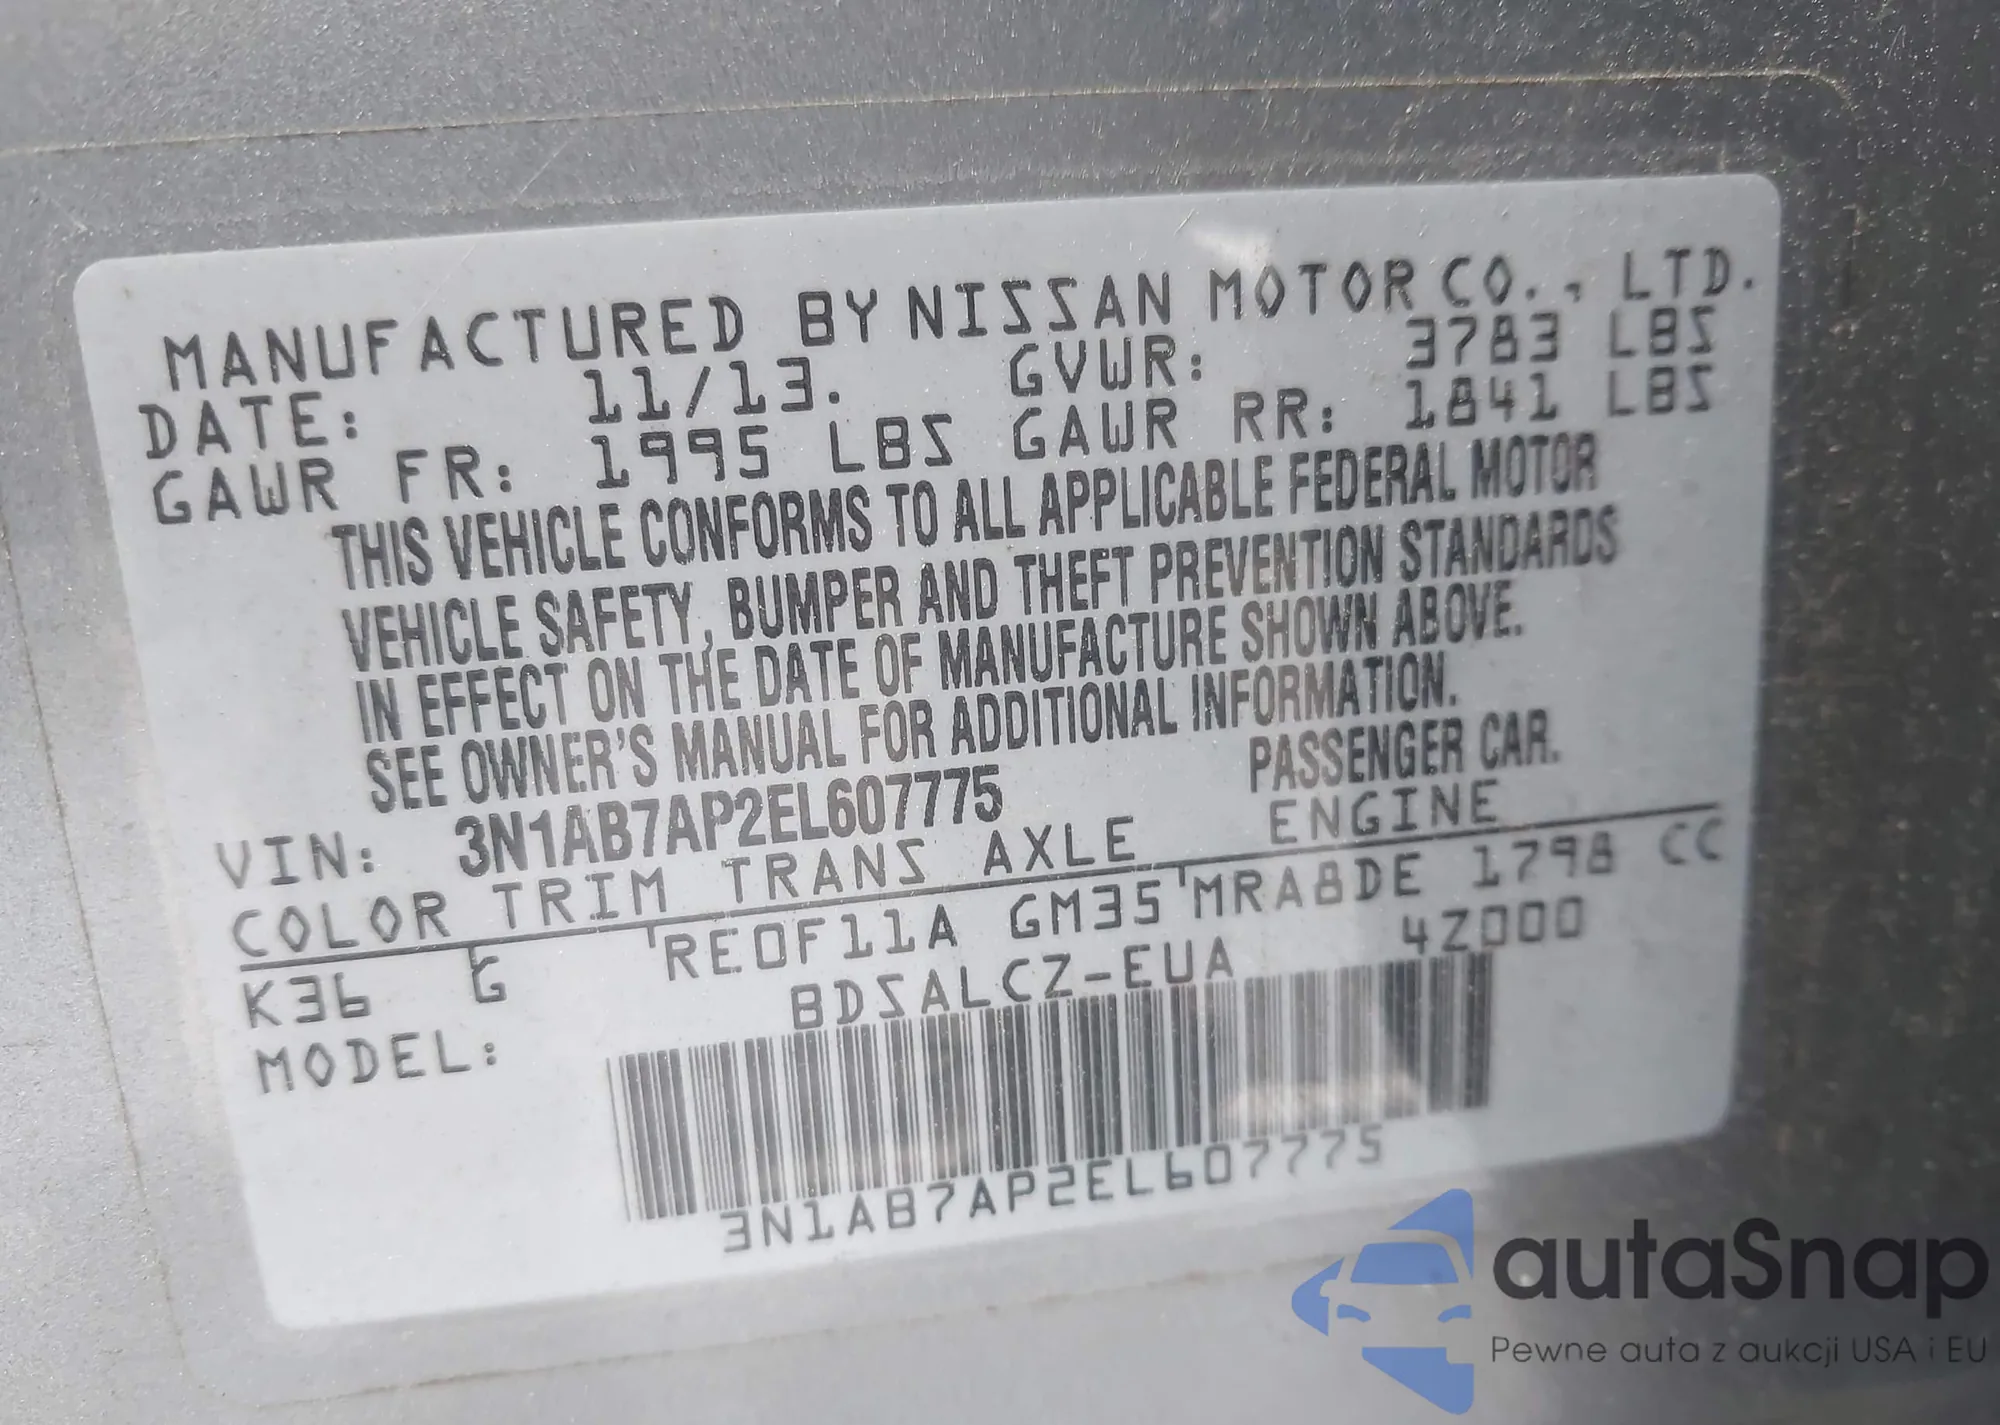 MANUFACTURED BY NISSAN MOTOR CO., LTD.
DATE: 11/13. GVWR: 3783 LBS
GAWR FR: 1995 LBS GAWR RR: 1841 LBS
THIS VEHICLE CONFORMS TO ALL APPLICABLE FEDERAL MOTOR
VEHICLE SAFETY, BUMPER AND THEFT PREVENTION STANDARDS
IN EFFECT ON THE DATE OF MANUFACTURE SHOWN ABOVE.
SEE OWNER'S MANUAL FOR ADDITIONAL INFORMATION.
VIN: 3N1AB7AP2EL607775 PASSENGER CAR.
COLOR TRIM TRANS AXLE ENGINE
K36 G RE0F11A GM35 MRA8DE 1798 CC
MODEL: BDSALCZ-EUA 4Z000
3N1AB7AP2EL607775
autaSnap
Pewne auta z aukcji USA i EU